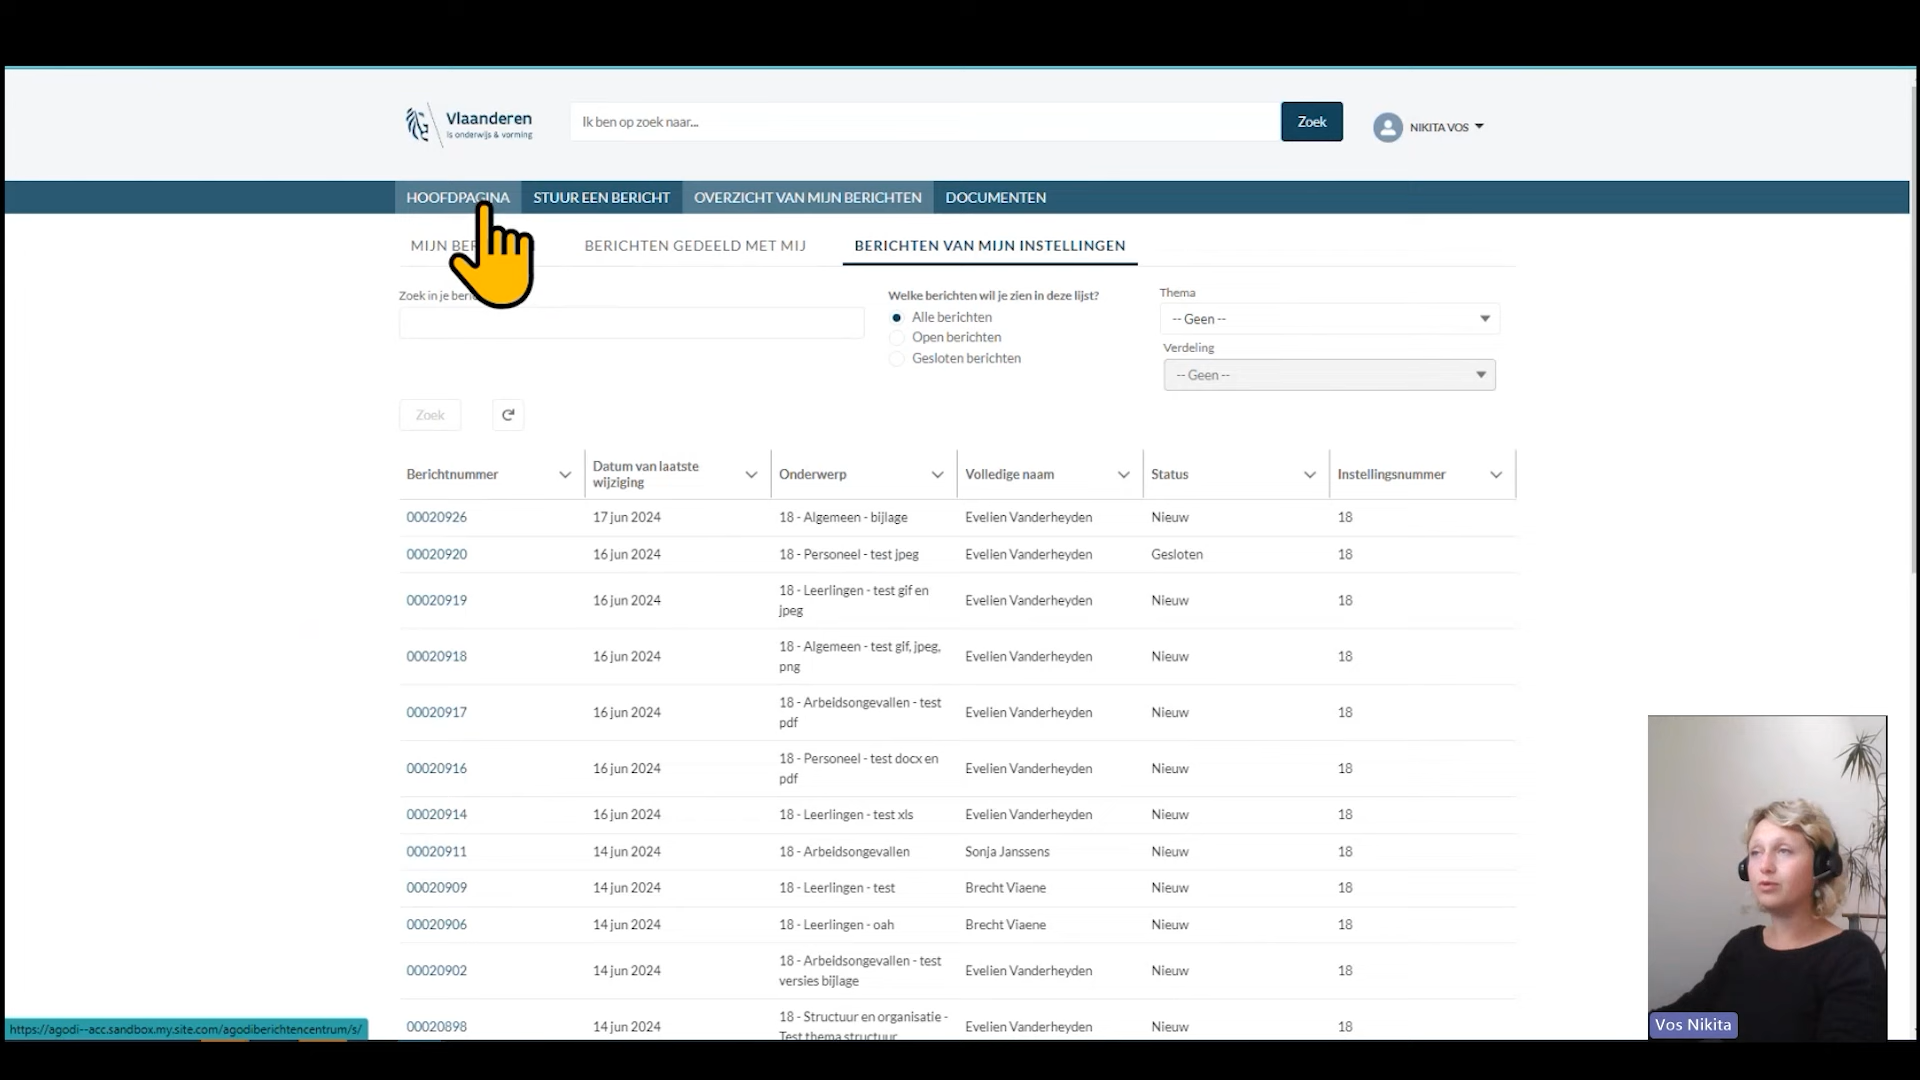 Vlaanderen
is onderwijs & vorming
Ik ben op zoek naar...
Zoek
NIKITA VOS
HOOFDPAGINA
STUUR EEN BERICHT
OVERZICHT VAN MIJN BERICHTEN
DOCUMENTEN
MIJN BER
BERICHTEN GEDEELD MET MIJ
BERICHTEN VAN MIJN INSTELLINGEN
Zoek in je beri
Welke berichten wil je zien in deze lijst?
Alle berichten
Open berichten
Gesloten berichten
Thema
-- Geen --
Verdeling
-- Geen --
Zoek
Berichtnummer
Datum van laatste
wijziging
Onderwerp
Volledige naam
Status
Instellingsnummer
00020926 17 jun 2024 18 - Algemeen - bijlage Evelien Vanderheyden Nieuw 18
00020920 16 jun 2024 18 - Personeel - test jpeg Evelien Vanderheyden Gesloten 18
00020919 16 jun 2024 18 - Leerlingen - test gif en Evelien Vanderheyden Nieuw 18
jpeg
00020918 16 jun 2024 18 - Algemeen - test gif, jpeg, Evelien Vanderheyden Nieuw 18
png
00020917 16 jun 2024 18 - Arbeidsongevallen - test Evelien Vanderheyden Nieuw 18
pdf
00020916 16 jun 2024 18 - Personeel - test docx en Evelien Vanderheyden Nieuw 18
pdf
00020914 16 jun 2024 18 - Leerlingen - test xls Evelien Vanderheyden Nieuw 18
00020911 14 jun 2024 18 - Arbeidsongevallen Sonja Janssens Nieuw 18
00020909 14 jun 2024 18 - Leerlingen - test Brecht Viaene Nieuw 18
00020906 14 jun 2024 18 - Leerlingen - oah Brecht Viaene Nieuw 18
00020902 14 jun 2024 18 - Arbeidsongevallen - test Evelien Vanderheyden Nieuw 18
versies bijlage
00020898 14 jun 2024 18 - Structuur en organisatie - Evelien Vanderheyden Nieuw 18
Test thema structuur
https://agodi--acc.sandbox.my.site.com/agodiberichtencentrum/s/
Vos Nikita